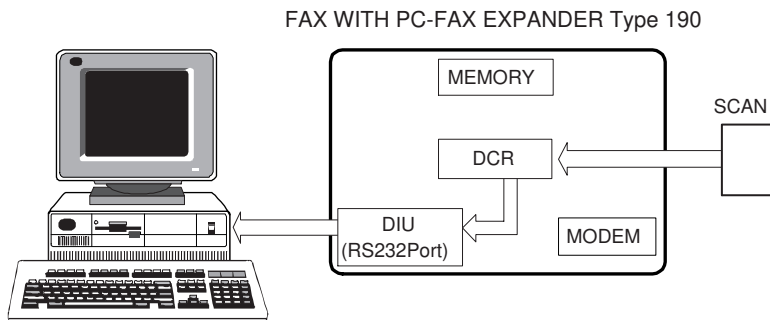 FAX WITH PC-FAX EXPANDER Type 190
MEMORY
SCAN
DCR
DIU
(RS232Port)
MODEM